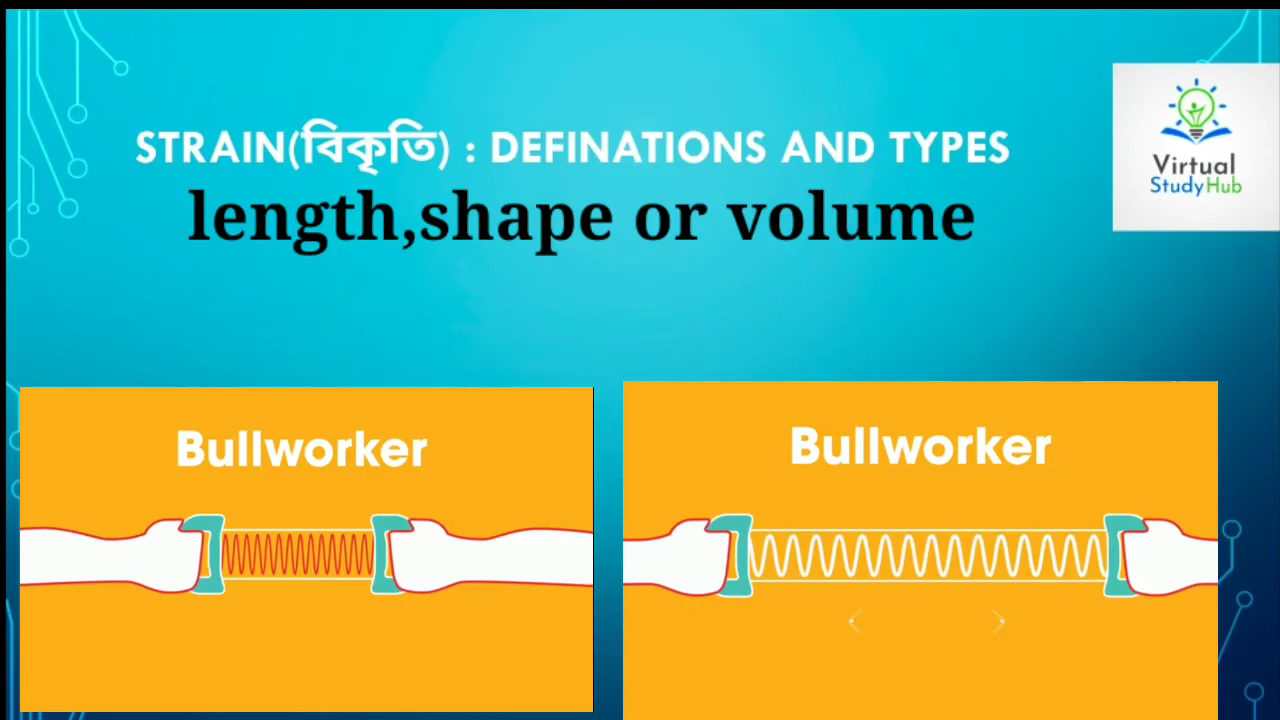 STRAIN(বিকৃতি) : DEFINATIONS AND TYPES
length,shape or volume
Virtual
StudyHub
Bullworker
Bullworker